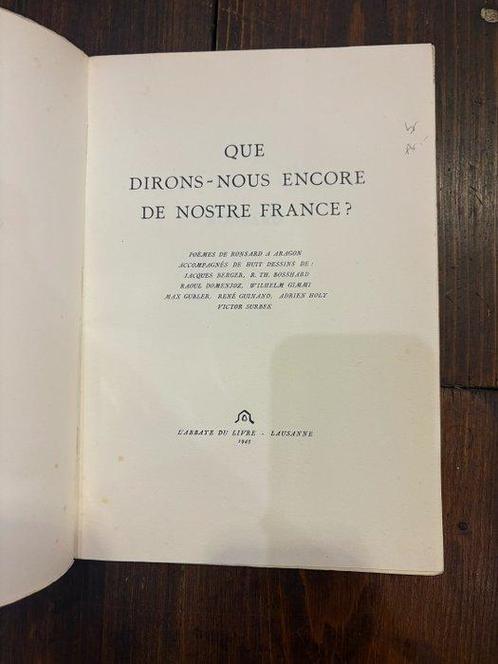 QUE
DIRONS-NOUS ENCORE
DE NOSTRE FRANCE?
POÈMES DE RONSARD A ARAGON
ACCOMPAGNÉS DE HUIT DESSINS DE :
JACQUES BERGER, R. TH. BOSSHARD
RAOUL DOMENJOZ, WILHELM GIMMI
MAX GUBLER, RENÉ GUINAND, ADRIEN HOLY
VICTOR SURBEK
L'ABBAYE DU LIVRE - LAUSANNE